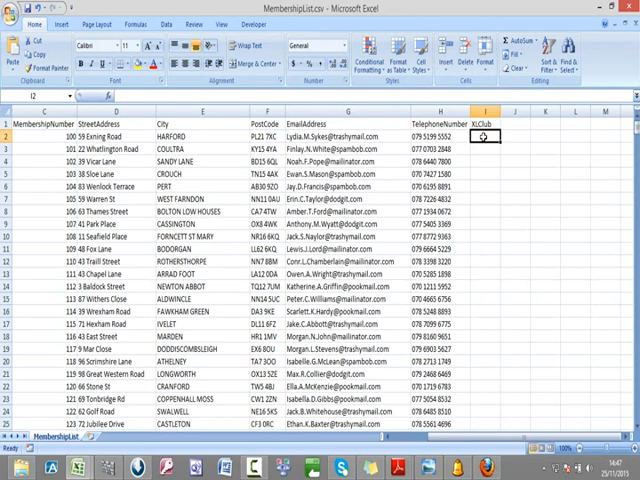 MembershipList.csv - Microsoft Excel
Home Insert Page Layout Formulas Data Review View Developer
Cut
Copy
Paste
Format Painter
Clipboard
Calibri 11
B I U
Font
Wrap Text
Merge & Center
Alignment
General
Number
Conditional Formatting
Format as Table
Cell Styles
Styles
Insert Delete Format
Cells
AutoSum
Fill
Clear
Sort & Filter
Find & Select
Editing
I2
C D E F G H I J K L M
1 MembershipNumber StreetAddress City PostCode EmailAddress TelephoneNumber XLClub
2 100 59 Exning Road HARFORD PL21 7XC Lydia.M.Sykes@trashymail.com 079 5199 5552
3 101 22 Whatlington Road COULTRA KY15 4YA Finlay.N.White@spambob.com 077 0703 2848
4 102 39 Vicar Lane SANDY LANE BD15 6QL Noah.F.Pope@mailinator.com 078 6440 7800
5 103 38 Sloe Lane CROUCH TN15 4AK Ewan.S.Mason@spambob.com 070 7427 1580
6 104 83 Wenlock Terrace PERT AB30 9ZO Jay.D.Francis@spambob.com 070 6195 8891
7 105 59 Warren St WEST FARNDON NN11 0AU Erin.C.Taylor@dodgit.com 078 7226 4832
8 106 63 Thames Street BOLTON LOW HOUSES CA7 4TW Amber.T.Ford@mailinator.com 077 1934 0672
9 107 41 Park Place CASSINGTON OX8 4WK Anthony.M.Wyatt@dodgit.com 077 5405 3369
10 108 11 Seafield Place FORNCETT ST MARY NR16 6KQ Jack.S.Naylor@trashymail.com 077 8772 9363
11 109 48 Fox Lane BODORGAN LL62 6KQ Lewis.J.Lord@mailinator.com 079 6664 5229
12 110 43 Traill Street ROTHERSTHORPE NN7 8BM Conr.L.Chamberlain@mailinator.com 078 3398 3220
13 111 43 Chapel Lane ARRAD FOOT LA12 0DA Owen.A.Wright@trashymail.com 070 5285 1898
14 112 3 Baldock Street NEWTON ABBOT TQ12 7UM Katherine.A.Griffin@pookmail.com 070 1211 5952
15 113 87 Withers Close ALDWINCLE NN14 5UC Peter.C.Williams@mailinator.com 070 4665 6756
16 114 39 Wrexham Road FAWKHAM GREEN DA3 9KE Scarlett.K.Hardy@pookmail.com 078 5248 8893
17 115 71 Hexham Road IVELET DL11 6FZ Jake.C.Abbott@trashymail.com 078 7099 6775
18 116 43 East Street MARDEN HR1 1MV Morgan.N.John@mailinator.com 079 8160 9651
19 117 9 Mar Close DODDISCOMBSLEIGH EX6 8OU Morgan.L.Stevens@trashymail.com 079 6903 5627
20 118 96 Scrimshire Lane ATHELNEY TA7 3OO Isabelle.G.McLean@spambob.com 078 2713 1749
21 119 98 Great Western Road LONGWORTH OX13 5ZE Max.R.Collier@dodgit.com 079 2468 6469
22 120 66 Stone St CRANFORD TW5 4BJ Ella.A.McKenzie@pookmail.com 070 1719 6783
23 121 69 Tonbridge Rd COPPENHALL MOSS CW1 2ZN Isabella.D.Gibbs@pookmail.com 077 5054 8532
24 122 62 Golf Road SWALWELL NE16 5KS Jack.B.Whitehouse@trashymail.com 078 6485 8510
25 123 72 Jubilee Drive CASTLETON CF3 0RC Ethan.K.Baxter@trashymail.com 078 5561 4696
MembershipList
Ready
100%
14:47
25/11/2015